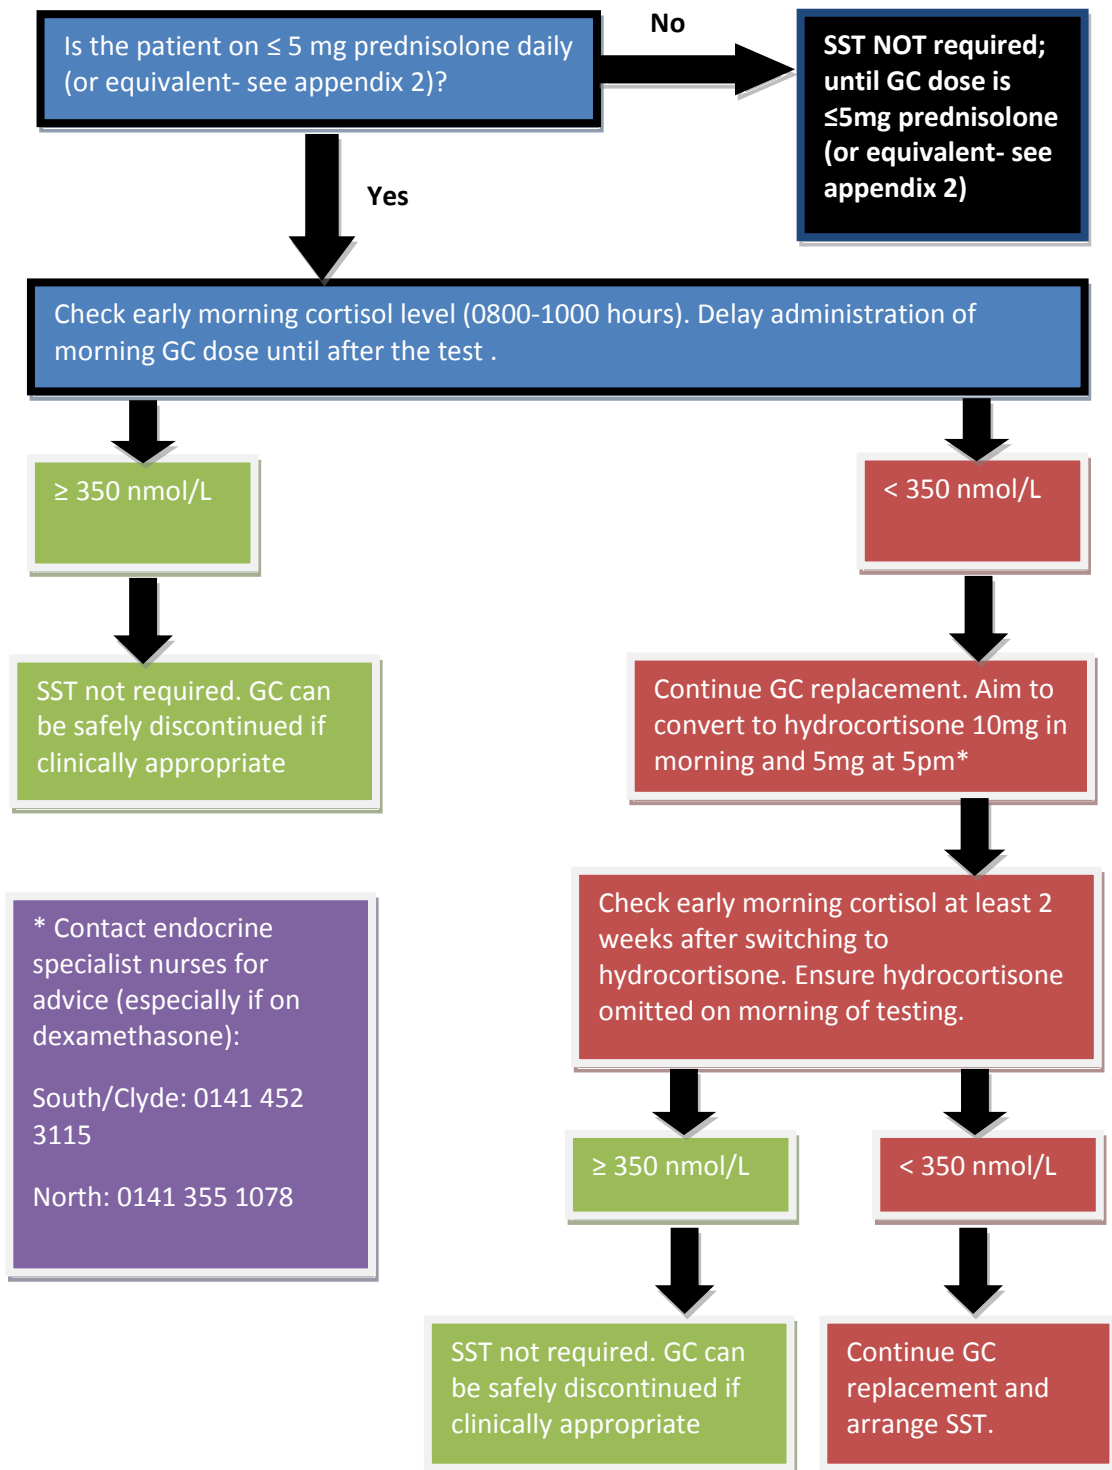 Is the patient on ≤ 5 mg prednisolone daily
(or equivalent- see appendix 2)?
No
SST NOT required;
until GC dose is
≤5mg prednisolone
(or equivalent- see
appendix 2)
Yes
Check early morning cortisol level (0800-1000 hours). Delay administration of
morning GC dose until after the test .
≥ 350 nmol/L
< 350 nmol/L
SST not required. GC can
be safely discontinued if
clinically appropriate
Continue GC replacement. Aim to
convert to hydrocortisone 10mg in
morning and 5mg at 5pm*
* Contact endocrine
specialist nurses for
advice (especially if on
dexamethasone):
South/Clyde: 0141 452
3115
North: 0141 355 1078
Check early morning cortisol at least 2
weeks after switching to
hydrocortisone. Ensure hydrocortisone
omitted on morning of testing.
≥ 350 nmol/L
< 350 nmol/L
SST not required. GC can
be safely discontinued if
clinically appropriate
Continue GC
replacement and
arrange SST.